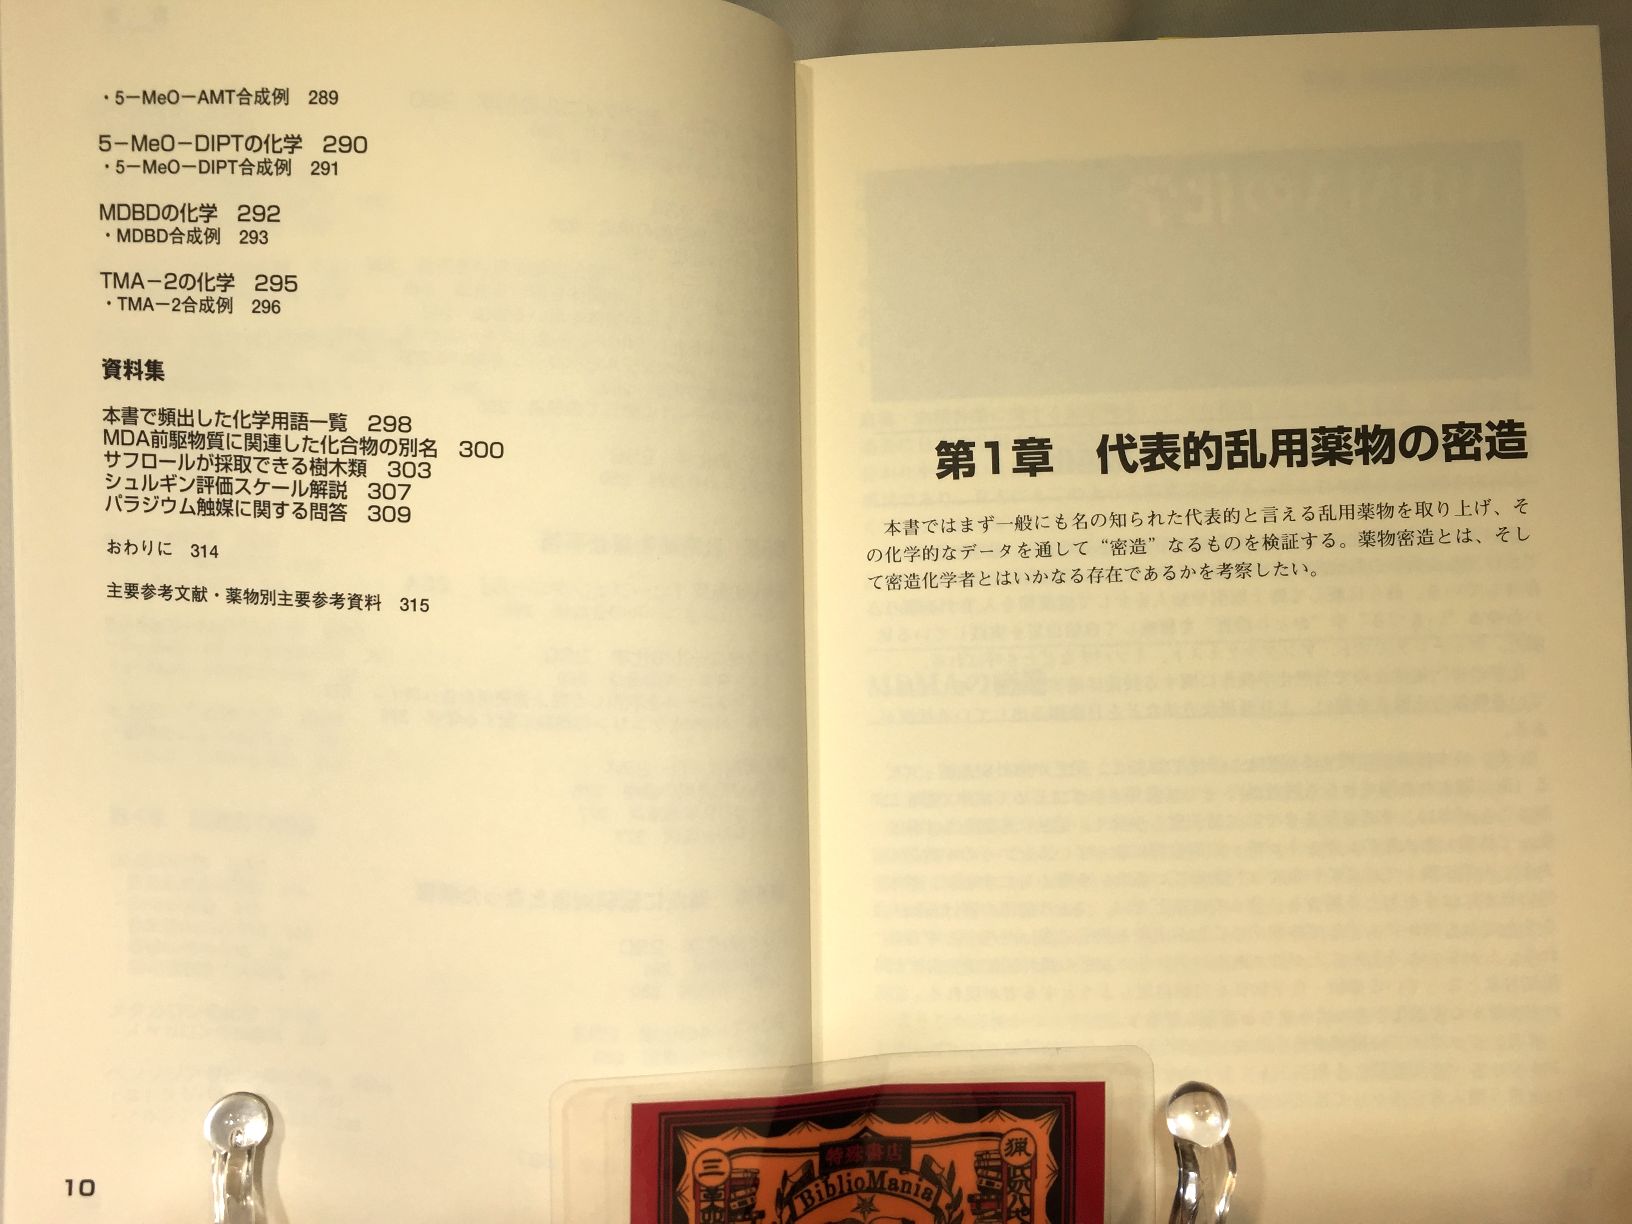 ・5−MeO−AMT合成例　289
5−MeO−DIPTの化学　290
・5−MeO−DIPT合成例　291
MDBDの化学　292
・MDBD合成例　293
TMA−2の化学　295
・TMA−2合成例　296
資料集
本書で頻出した化学用語一覧　298
MDA前駆物質に関連した化合物の別名　300
サフロールが採取できる樹木類　303
シュルギン評価スケール解説　307
パラジウム触媒に関する問答　309
おわりに　314
主要参考文献・薬物別主要参考資料　315
10
第1章　代表的乱用薬物の密造
本書ではまず一般にも名の知られた代表的と言える乱用薬物を取り上げ、そ
の化学的なデータを通して“密造”なるものを検証する。薬物密造とは、そし
て密造化学者とはいかなる存在であるかを考察したい。
特殊書店
BiblioMania
三革命
猟